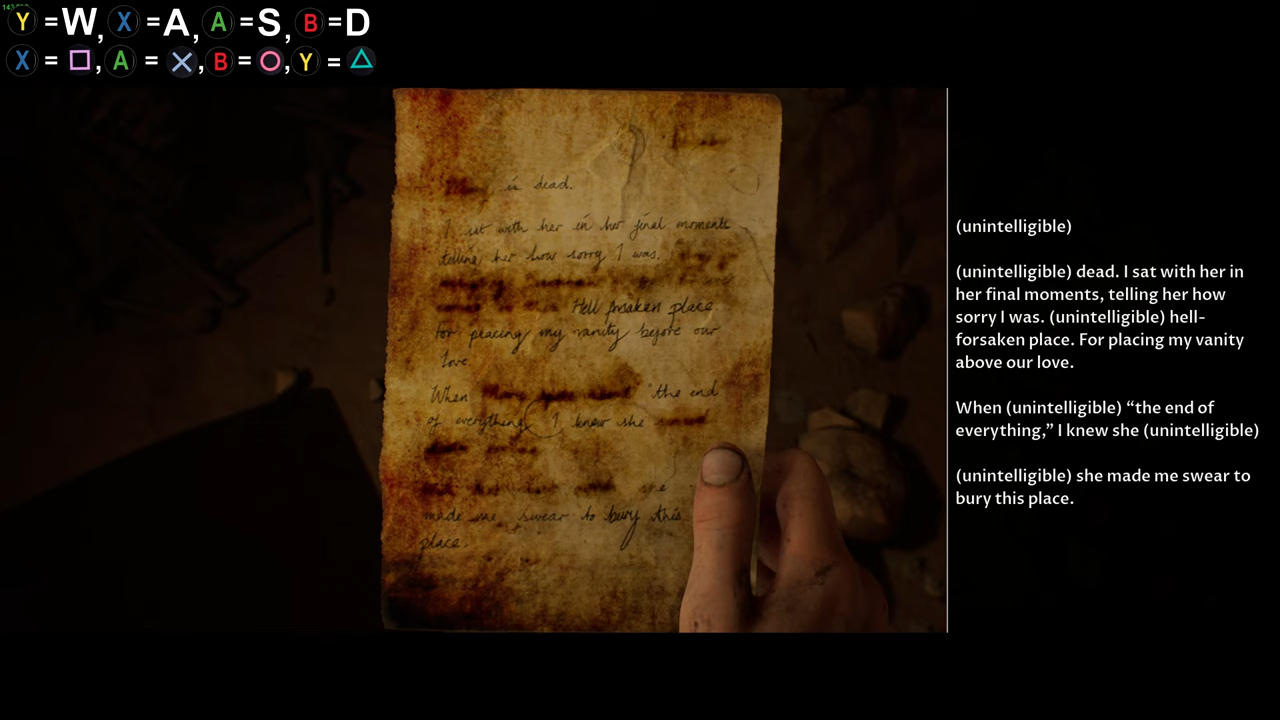 Y =W, X =A, A =S, B=D
X = □, A = ×, B= ○, Y = △
is dead.
I sat with her in her final moments
telling her how sorry I was.
Hell forsaken place.
for placing my vanity before our
love
When "the end
of everything, I knew she
she
made me swear to bury this
place.
(unintelligible)
(unintelligible) dead. I sat with her in
her final moments, telling her how
sorry I was. (unintelligible) hell-
forsaken place. For placing my vanity
above our love.
When (unintelligible) “the end of
everything,” I knew she (unintelligible)
(unintelligible) she made me swear to
bury this place.